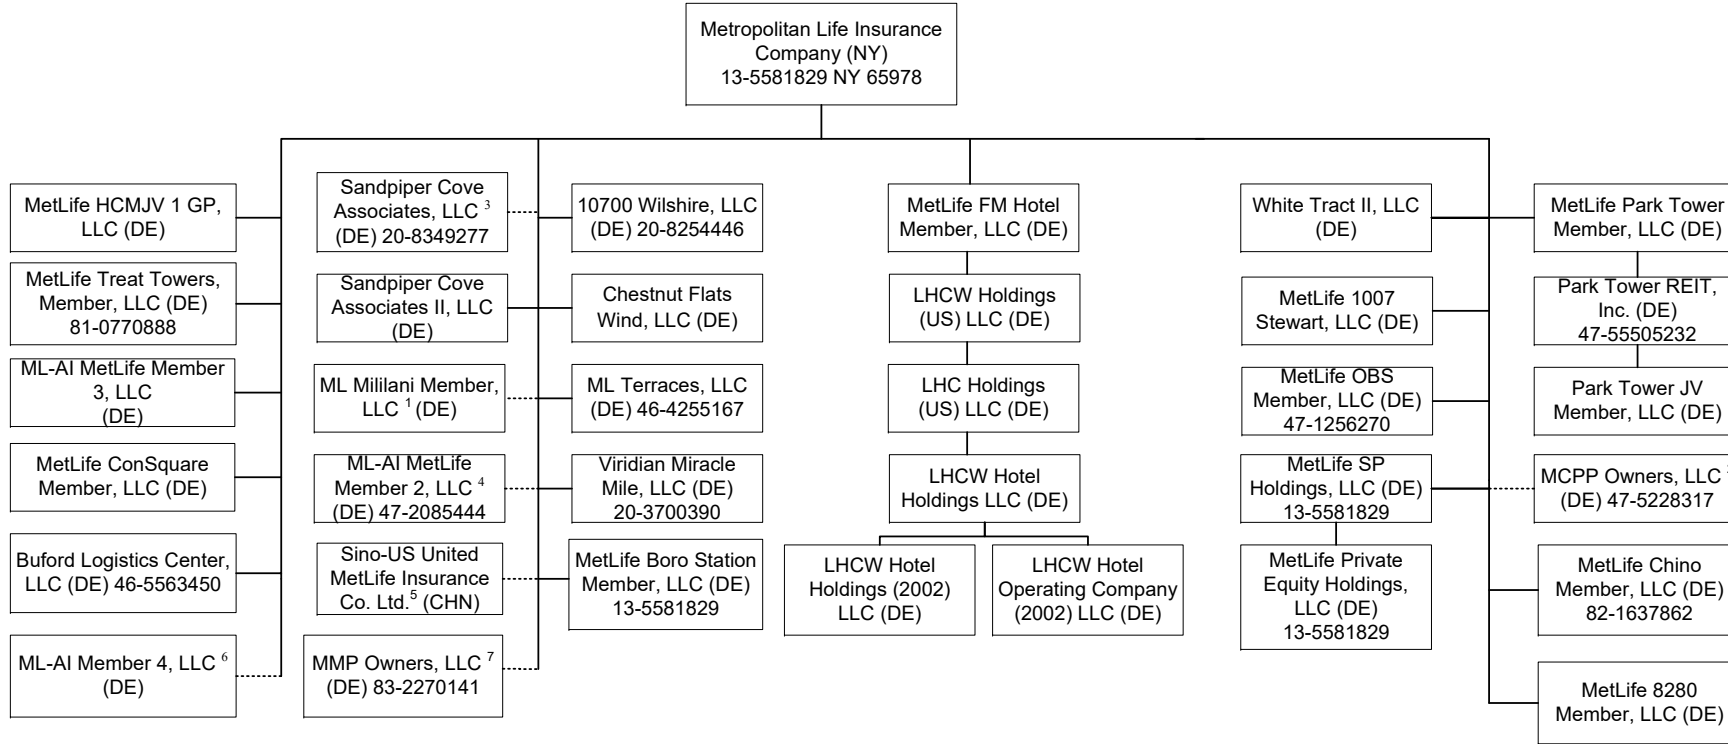 Metropolitan Life Insurance
Company (NY)
13-5581829 NY 65978
MetLife HCMJV 1 GP,
LLC (DE)
MetLife Treat Towers,
Member, LLC (DE)
81-0770888
ML-AI MetLife Member
3, LLC
(DE)
MetLife ConSquare
Member, LLC (DE)
Buford Logistics Center,
LLC (DE) 46-5563450
ML-AI Member 4, LLC 6
(DE)
Sandpiper Cove
Associates, LLC 3
(DE) 20-8349277
Sandpiper Cove
Associates II, LLC
(DE)
ML Mililani Member,
LLC 1 (DE)
ML-AI MetLife
Member 2, LLC 4
(DE) 47-2085444
Sino-US United
MetLife Insurance
Co. Ltd.5 (CHN)
MMP Owners, LLC 7
(DE) 83-2270141
10700 Wilshire, LLC
(DE) 20-8254446
Chestnut Flats
Wind, LLC (DE)
ML Terraces, LLC
(DE) 46-4255167
Viridian Miracle
Mile, LLC (DE)
20-3700390
MetLife Boro Station
Member, LLC (DE)
13-5581829
MetLife FM Hotel
Member, LLC (DE)
LHCW Holdings
(US) LLC (DE)
LHC Holdings
(US) LLC (DE)
LHCW Hotel
Holdings LLC (DE)
LHCW Hotel
Holdings (2002)
LLC (DE)
LHCW Hotel
Operating Company
(2002) LLC (DE)
White Tract II, LLC
(DE)
MetLife 1007
Stewart, LLC (DE)
MetLife OBS
Member, LLC (DE)
47-1256270
MetLife SP
Holdings, LLC (DE)
13-5581829
MetLife Private
Equity Holdings,
LLC (DE)
13-5581829
MetLife Park Tower
Member, LLC (DE)
Park Tower REIT,
Inc. (DE)
47-55505232
Park Tower JV
Member, LLC (DE)
MCPP Owners, LLC
(DE) 47-5228317
MetLife Chino
Member, LLC (DE)
82-1637862
MetLife 8280
Member, LLC (DE)